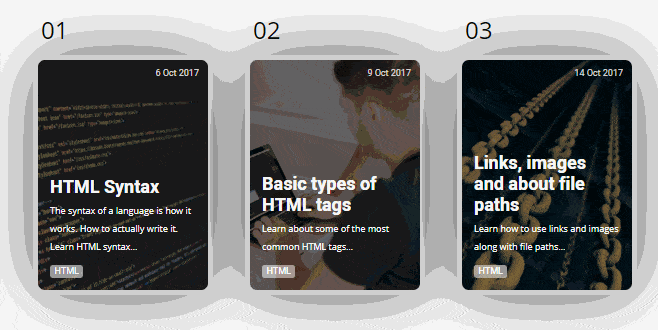 01
6 Oct 2017
HTML Syntax
The syntax of a language is how it
works. How to actually write it.
Learn HTML syntax...
HTML
02
9 Oct 2017
Basic types of
HTML tags
Learn about some of the most
common HTML tags...
HTML
03
14 Oct 2017
Links, images
and about file
paths
Learn how to use links and images
along with file paths...
HTML